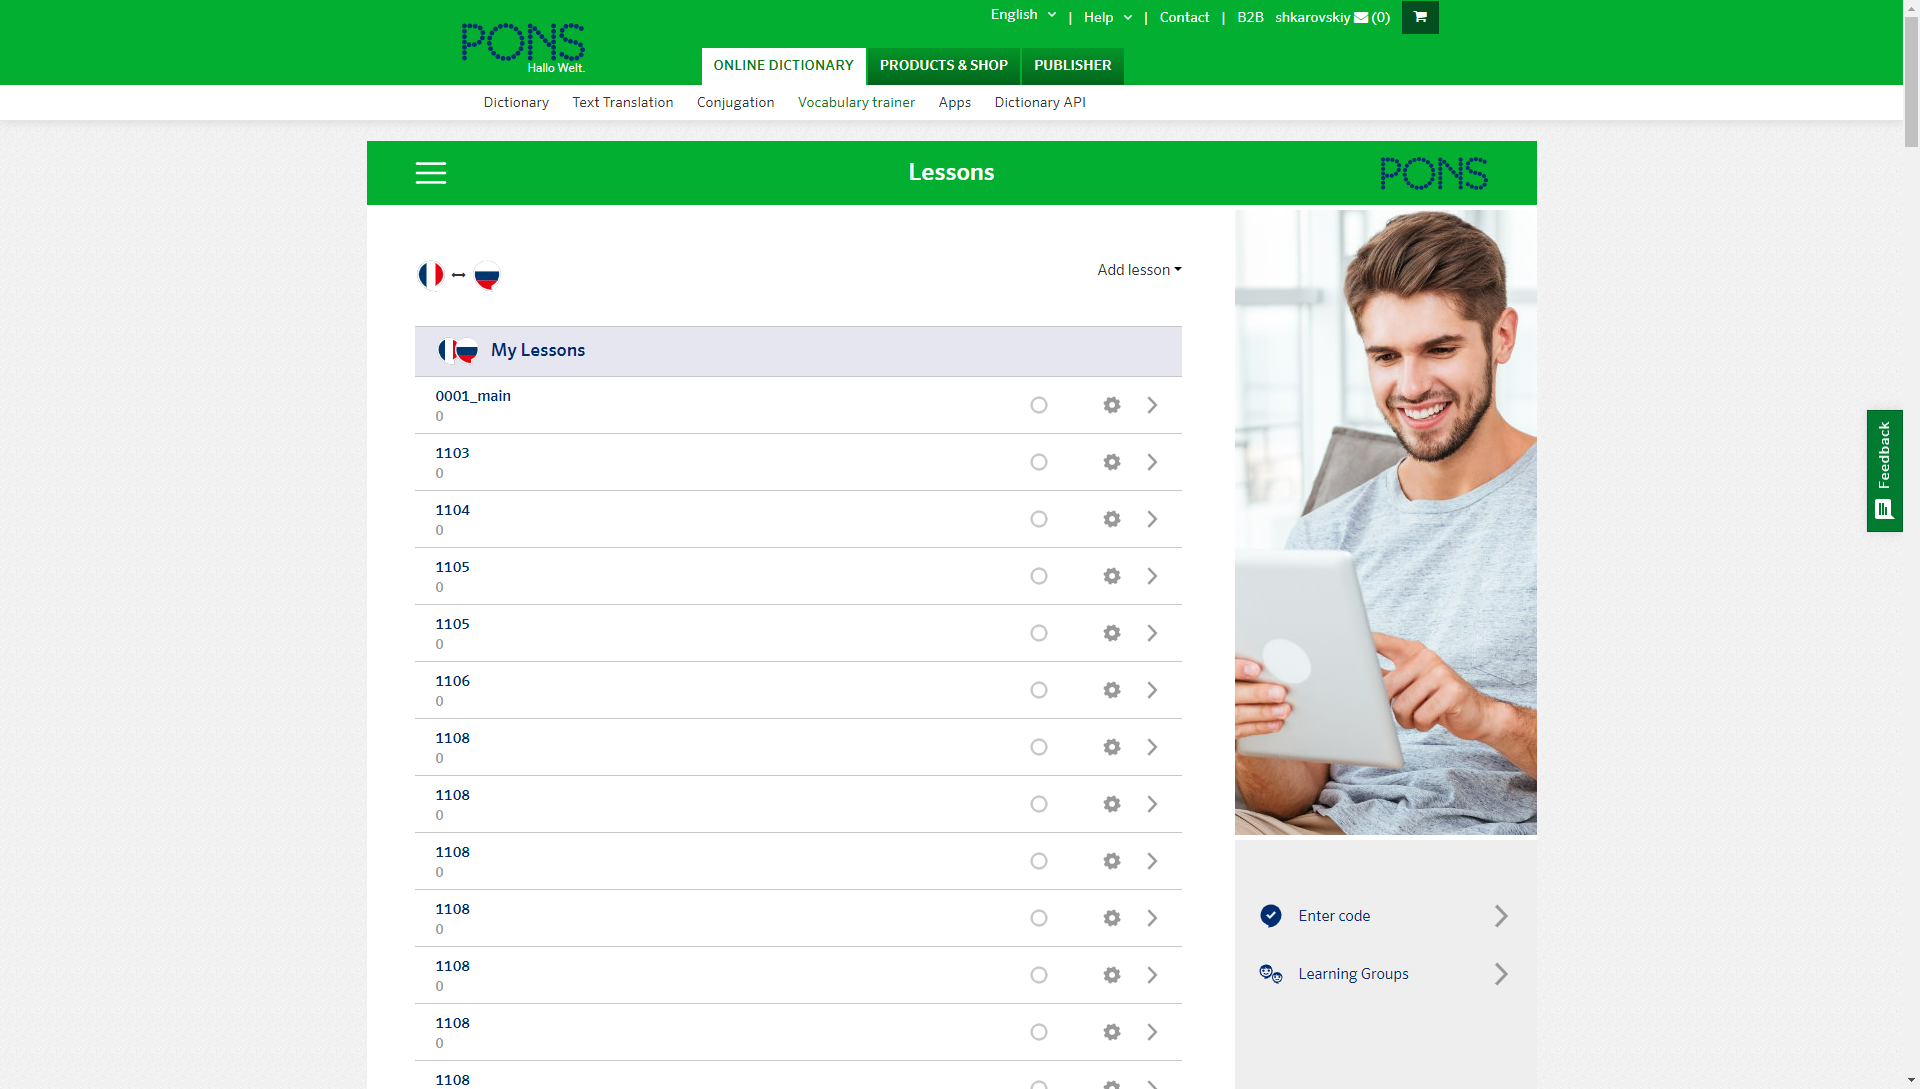 English | Help | Contact | B2B shkarovskiy (0)
PONS
Hallo Welt.
ONLINE DICTIONARY PRODUCTS & SHOP PUBLISHER
Dictionary Text Translation Conjugation Vocabulary trainer Apps Dictionary API
Lessons
PONS
Add lesson
My Lessons
0001_main
0
1103
0
1104
0
1105
0
1105
0
1106
0
1108
0
1108
0
1108
0
1108
0
1108
0
1108
0
1108
Enter code
Learning Groups
Feedback